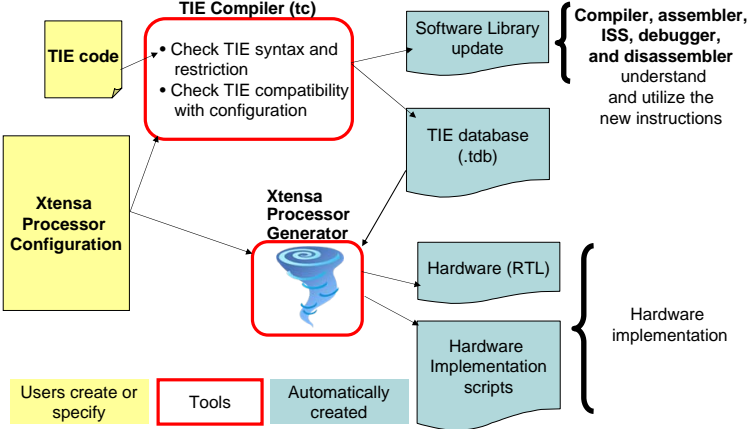 TIE Compiler (tc)
TIE code
• Check TIE syntax and
restriction
• Check TIE compatibility
with configuration
Software Library
update
Compiler, assembler,
ISS, debugger,
and disassembler
understand
and utilize the
new instructions
TIE database
(.tdb)
Xtensa
Processor
Configuration
Xtensa
Processor
Generator
Hardware (RTL)
Hardware
Implementation
scripts
Hardware
implementation
Users create or
specify
Tools
Automatically
created